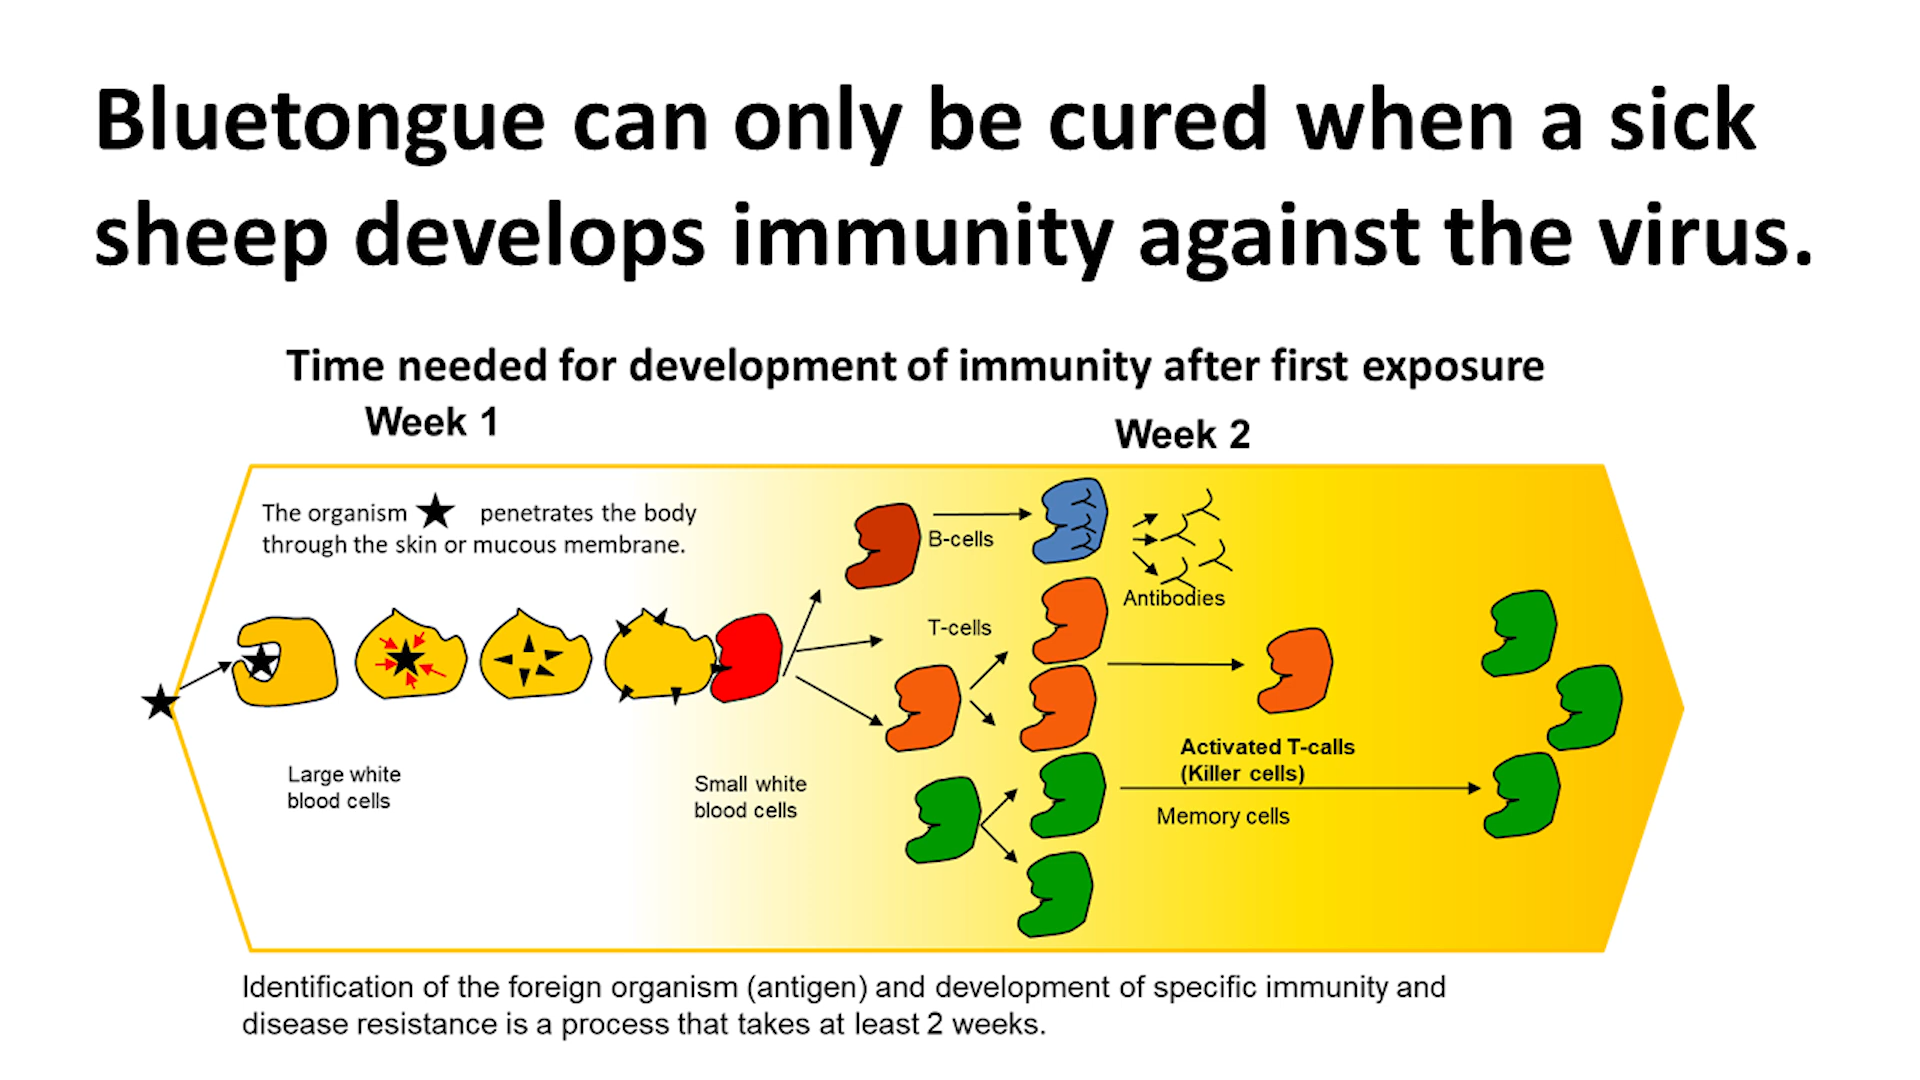 Bluetongue can only be cured when a sick
sheep develops immunity against the virus.
Time needed for development of immunity after first exposure
Week 1
Week 2
The organism penetrates the body
through the skin or mucous membrane.
B-cells
Antibodies
T-cells
Large white
blood cells
Small white
blood cells
Activated T-calls
(Killer cells)
Memory cells
Identification of the foreign organism (antigen) and development of specific immunity and
disease resistance is a process that takes at least 2 weeks.